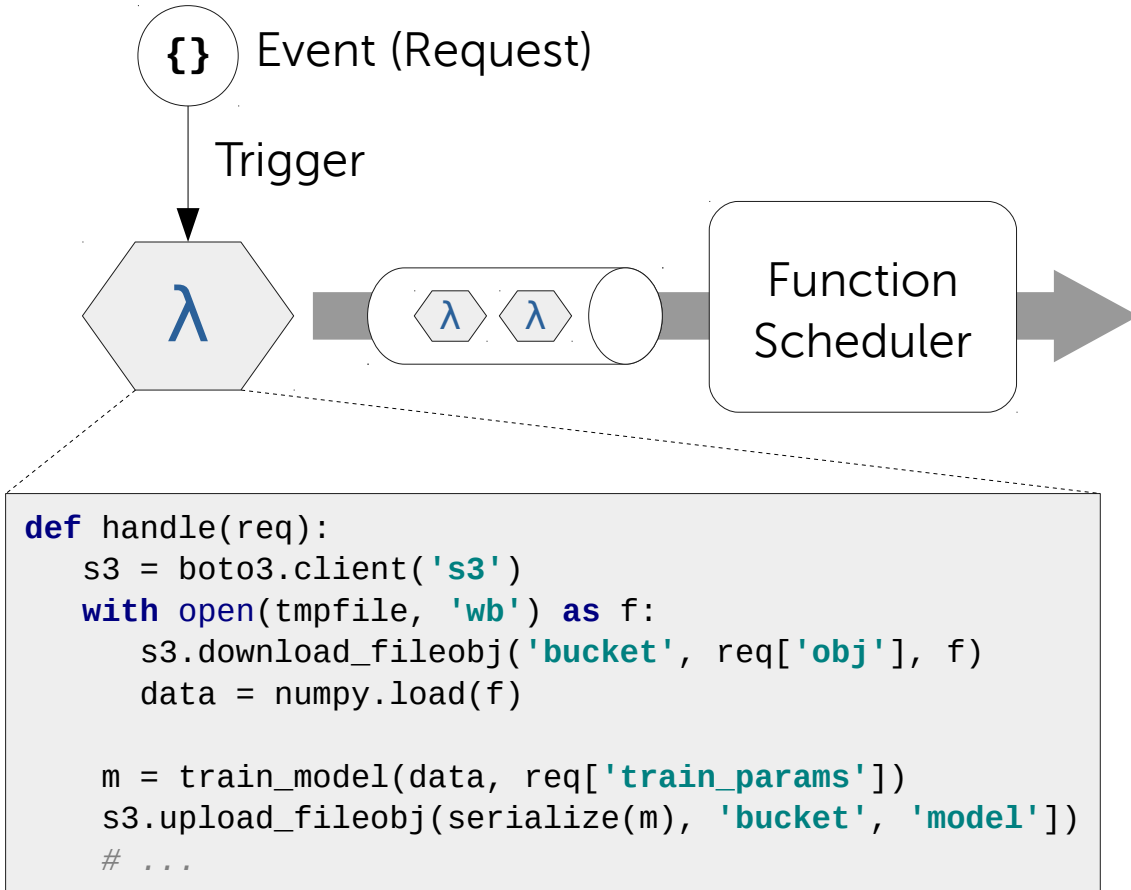 {} Event (Request)
Trigger
λ
λ λ
Function
Scheduler
def handle(req):
   s3 = boto3.client('s3')
   with open(tmpfile, 'wb') as f:
      s3.download_fileobj('bucket', req['obj'], f)
      data = numpy.load(f)

    m = train_model(data, req['train_params'])
    s3.upload_fileobj(serialize(m), 'bucket', 'model'])
    # ...